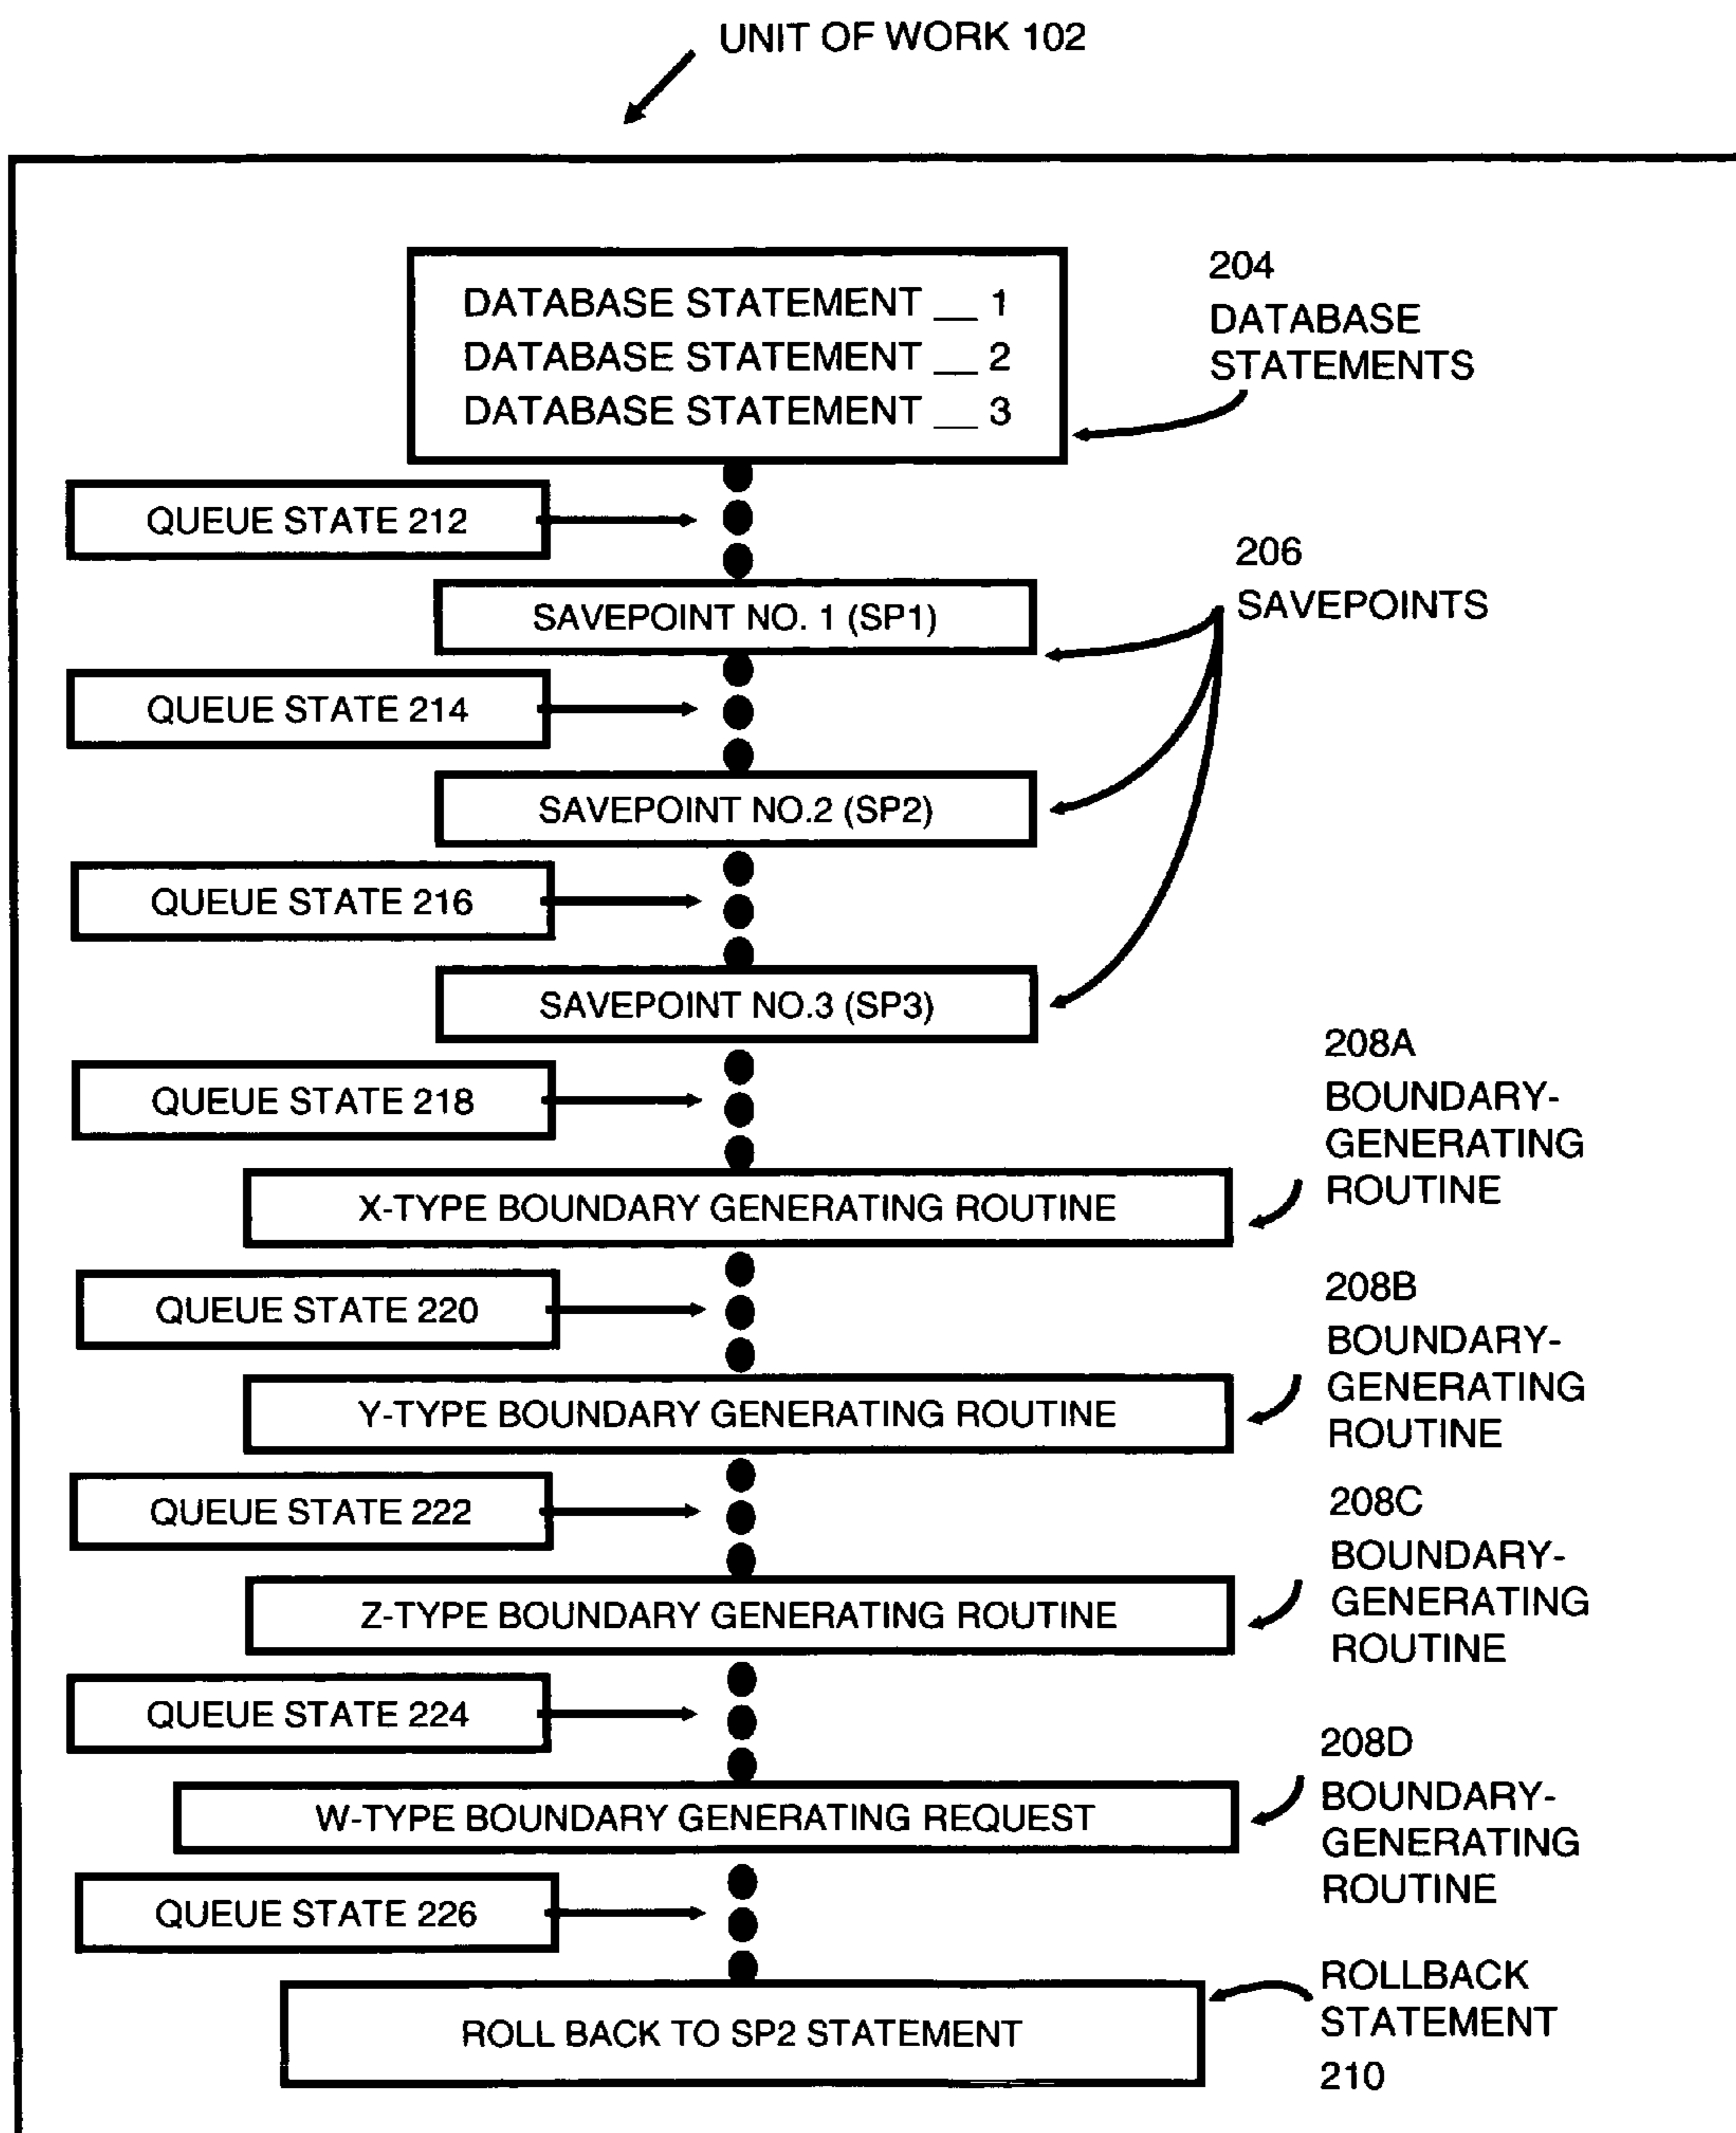 UNIT OF WORK 102
DATABASE STATEMENT __ 1
DATABASE STATEMENT __ 2
DATABASE STATEMENT __ 3
204
DATABASE
STATEMENTS
QUEUE STATE 212
206
SAVEPOINTS
SAVEPOINT NO. 1 (SP1)
QUEUE STATE 214
SAVEPOINT NO.2 (SP2)
QUEUE STATE 216
SAVEPOINT NO.3 (SP3)
QUEUE STATE 218
208A
BOUNDARY-
GENERATING
ROUTINE
X-TYPE BOUNDARY GENERATING ROUTINE
QUEUE STATE 220
208B
BOUNDARY-
GENERATING
ROUTINE
Y-TYPE BOUNDARY GENERATING ROUTINE
QUEUE STATE 222
208C
BOUNDARY-
GENERATING
ROUTINE
Z-TYPE BOUNDARY GENERATING ROUTINE
QUEUE STATE 224
208D
BOUNDARY-
GENERATING
ROUTINE
W-TYPE BOUNDARY GENERATING REQUEST
QUEUE STATE 226
ROLLBACK
STATEMENT
210
ROLL BACK TO SP2 STATEMENT